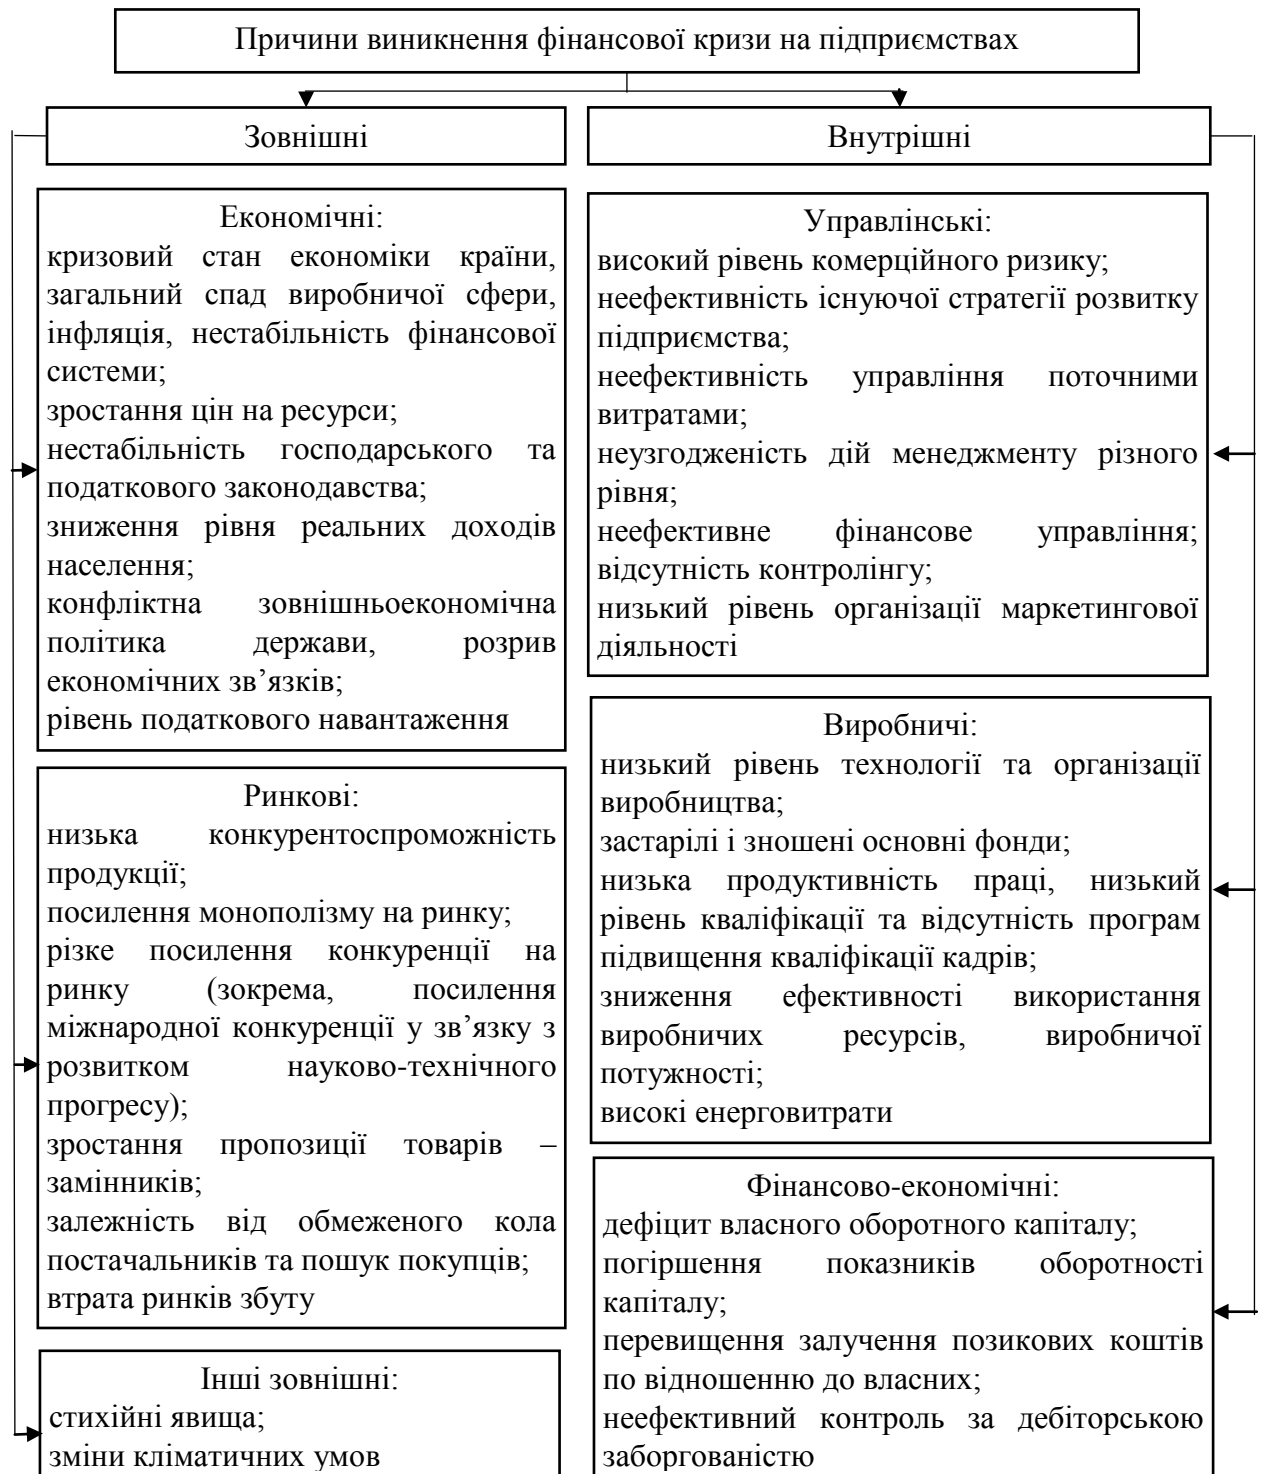 Причини виникнення фінансової кризи на підприємствах
Зовнішні
Економічні:
кризовий стан економіки країни,
загальний спад виробничої сфери,
інфляція, нестабільність фінансової
системи;
зростання цін на ресурси;
нестабільність господарського та
податкового законодавства;
зниження рівня реальних доходів
населення;
конфліктна зовнішньоекономічна
політика держави, розрив
економічних зв’язків;
рівень податкового навантаження
Ринкові:
низька конкурентоспроможність
продукції;
посилення монополізму на ринку;
різке посилення конкуренції на
ринку (зокрема, посилення
міжнародної конкуренції у зв’язку з
розвитком науково-технічного
прогресу);
зростання пропозиції товарів –
замінників;
залежність від обмеженого кола
постачальників та пошук покупців;
втрата ринків збуту
Інші зовнішні:
стихійні явища;
зміни кліматичних умов
Внутрішні
Управлінські:
високий рівень комерційного ризику;
неефективність існуючої стратегії розвитку
підприємства;
неефективність управління поточними
витратами;
неузгодженість дій менеджменту різного
рівня;
неефективне фінансове управління;
відсутність контролінгу;
низький рівень організації маркетингової
діяльності
Виробничі:
низький рівень технології та організації
виробництва;
застарілі і зношені основні фонди;
низька продуктивність праці, низький
рівень кваліфікації та відсутність програм
підвищення кваліфікації кадрів;
зниження ефективності використання
виробничих ресурсів, виробничої
потужності;
високі енерговитрати
Фінансово-економічні:
дефіцит власного оборотного капіталу;
погіршення показників оборотності
капіталу;
перевищення залучення позикових коштів
по відношенню до власних;
неефективний контроль за дебіторською
заборгованістю